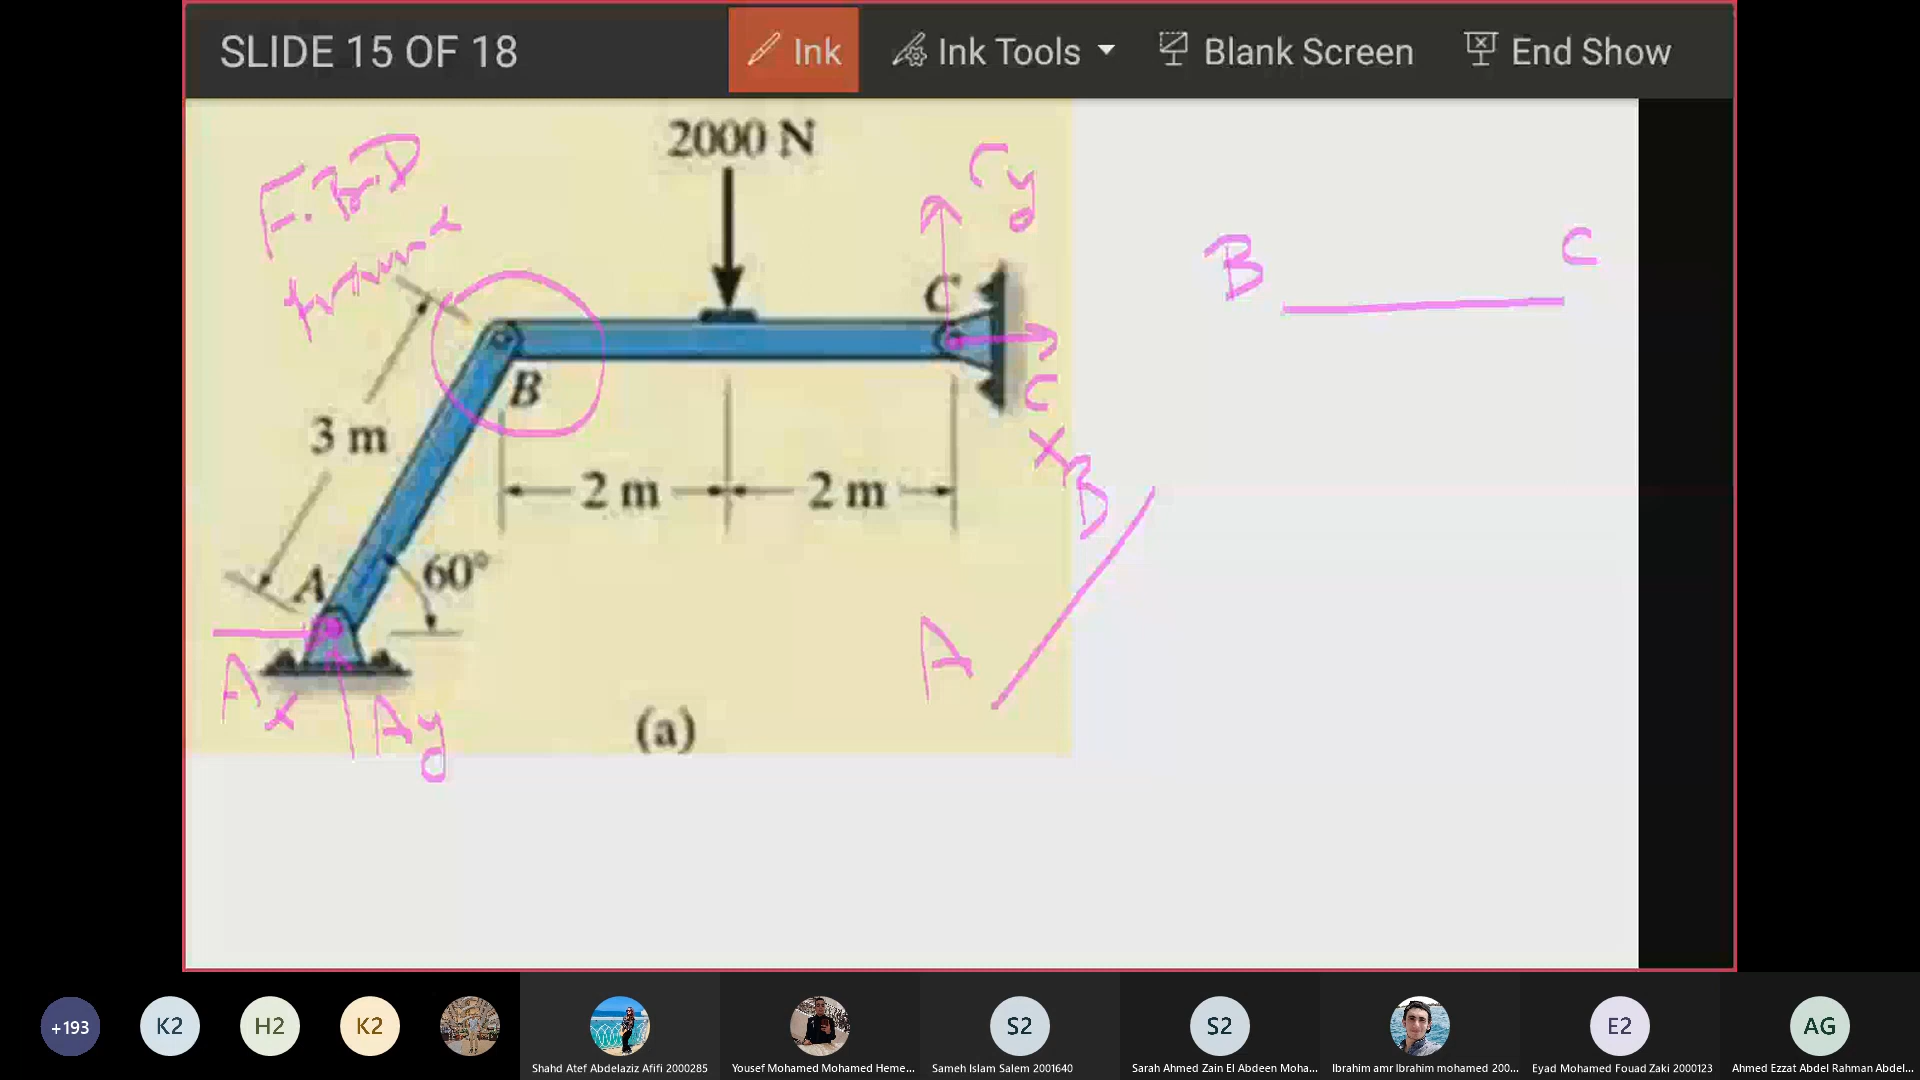 SLIDE 15 OF 18
Ink
Ink Tools
Blank Screen
End Show
2000 N
F.B.D
Cy
C
B
C
B
3 m
C
x
B
2 m
2 m
A
60°
A
Ax
Ay
(a)
+193
K2
H2
K2
S2
S2
E2
AG
Shahd Atef Abdelaziz Afifi 2000285
Yousef Mohamed Mohamed Heme...
Sameh Islam Salem 2001640
Sarah Ahmed Zain El Abdeen Moha...
Ibrahim amr Ibrahim mohamed 200...
Eyad Mohamed Fouad Zaki 2000123
Ahmed Ezzat Abdel Rahman Abdel...